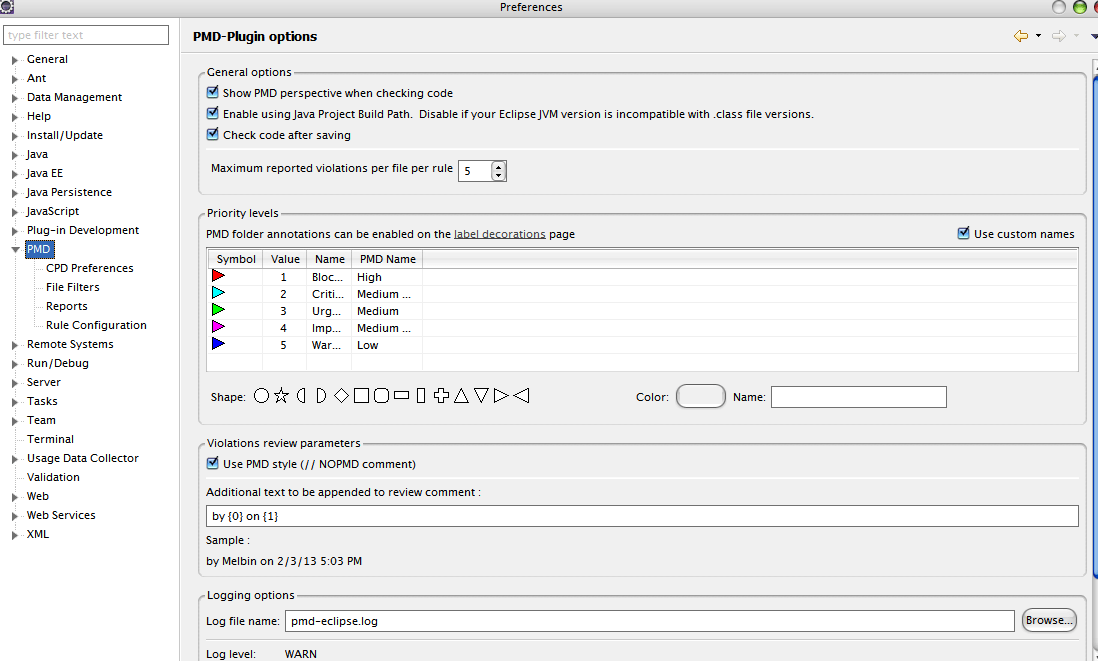 Preferences
type filter text
General
Ant
Data Management
Help
Install/Update
Java
Java EE
Java Persistence
JavaScript
Plug-in Development
PMD
CPD Preferences
File Filters
Reports
Rule Configuration
Remote Systems
Run/Debug
Server
Tasks
Team
Terminal
Usage Data Collector
Validation
Web
Web Services
XML
PMD-Plugin options
General options
Show PMD perspective when checking code
Enable using Java Project Build Path. Disable if your Eclipse JVM version is incompatible with .class file versions.
Check code after saving
Maximum reported violations per file per rule 5
Priority levels
PMD folder annotations can be enabled on the label decorations page Use custom names
Symbol Value Name PMD Name
1 Bloc... High
2 Criti... Medium ...
3 Urg... Medium
4 Imp... Medium ...
5 War... Low
Shape: Color: Name:
Violations review parameters
Use PMD style (// NOPMD comment)
Additional text to be appended to review comment :
by {0} on {1}
Sample :
by Melbin on 2/3/13 5:03 PM
Logging options
Log file name: pmd-eclipse.log Browse...
Log level: WARN